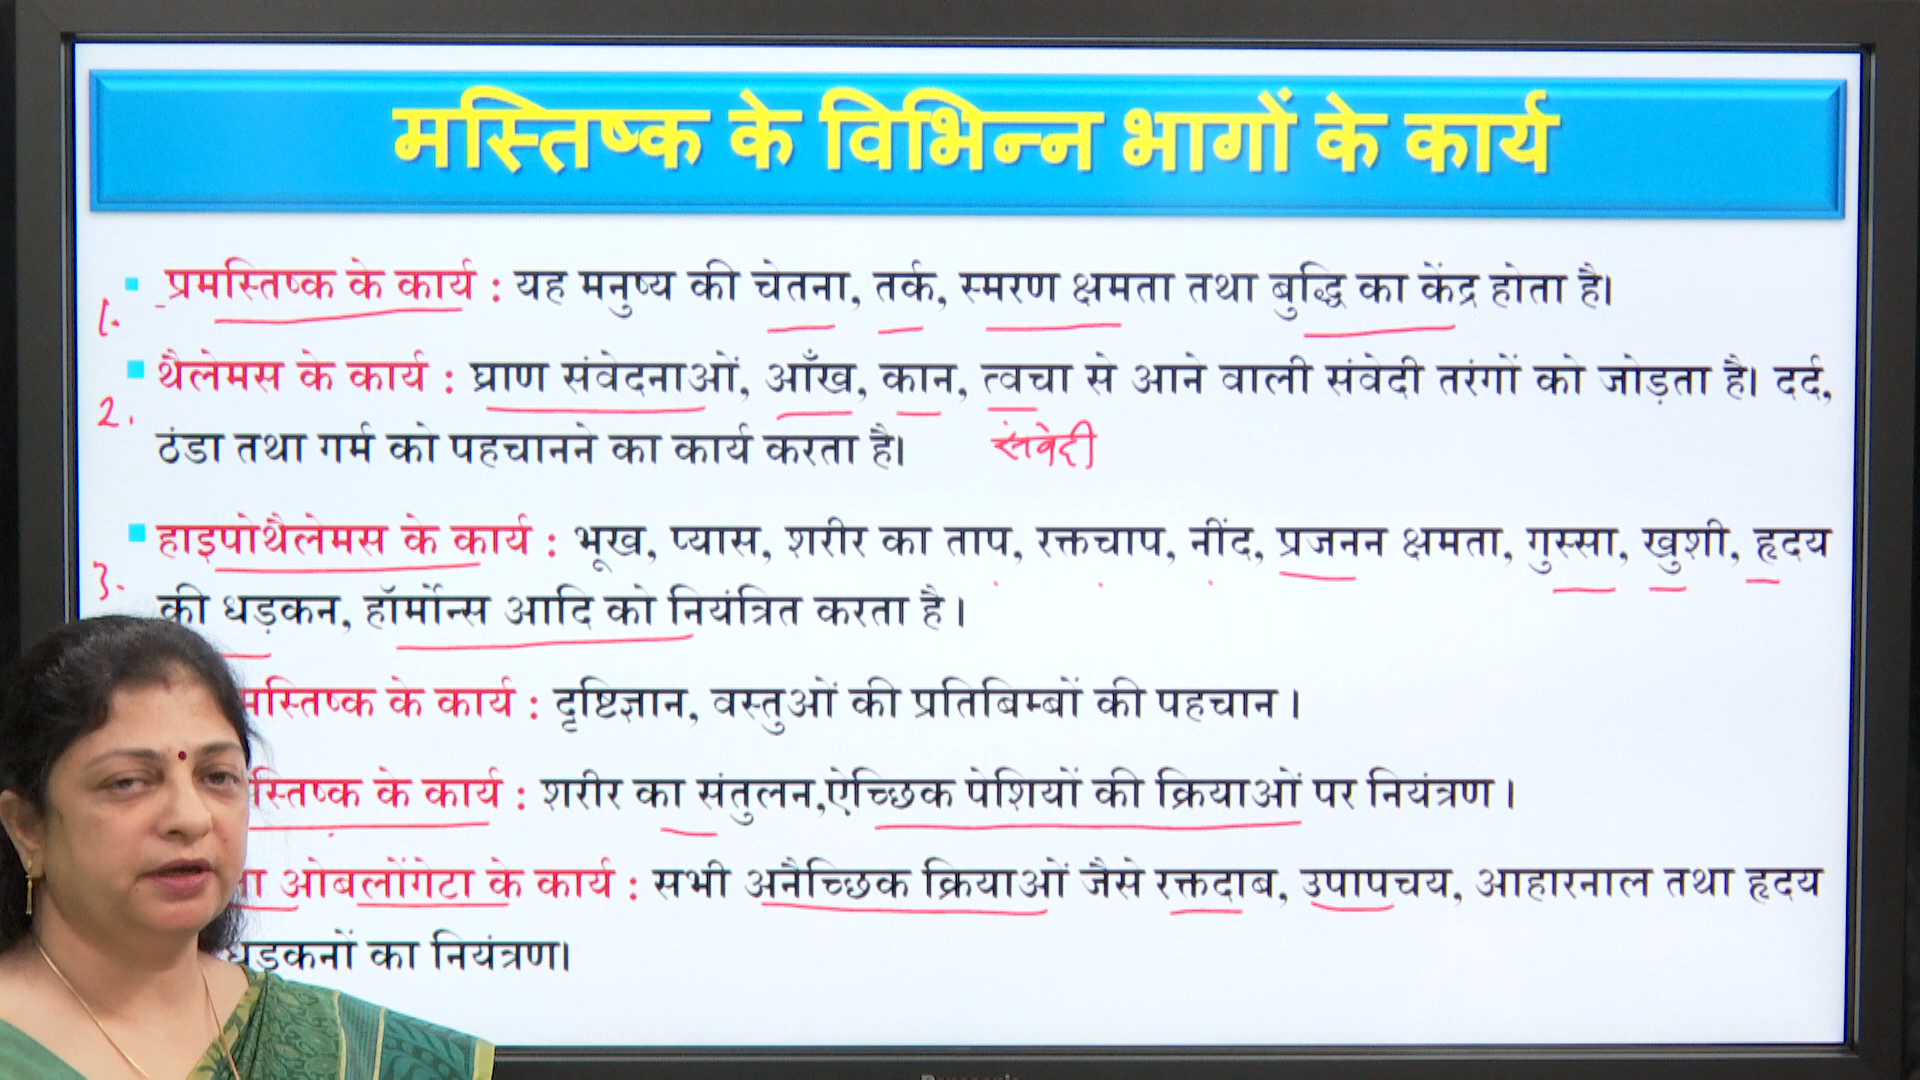 मस्तिष्क के विभिन्न भागों के कार्य
प्रमस्तिष्क के कार्य : यह मनुष्य की चेतना, तर्क, स्मरण क्षमता तथा बुद्धि का केंद्र होता है।
1.
थैलेमस के कार्य : घ्राण संवेदनाओं, आँख, कान, त्वचा से आने वाली संवेदी तरंगों को जोड़ता है। दर्द,
2.
ठंडा तथा गर्म को पहचानने का कार्य करता है। संवेदी
हाइपोथैलेमस के कार्य : भूख, प्यास, शरीर का ताप, रक्तचाप, नींद, प्रजनन क्षमता, गुस्सा, खुशी, हृदय
3.
की धड़कन, हॉर्मोन्स आदि को नियंत्रित करता है ।
मस्तिष्क के कार्य : दृष्टिज्ञान, वस्तुओं की प्रतिबिम्बों की पहचान ।
स्तिष्क के कार्य : शरीर का संतुलन,ऐच्छिक पेशियों की क्रियाओं पर नियंत्रण ।
ओबलोंगेटा के कार्य : सभी अनैच्छिक क्रियाओं जैसे रक्तदाब, उपापचय, आहारनाल तथा हृदय
धड़कनों का नियंत्रण।